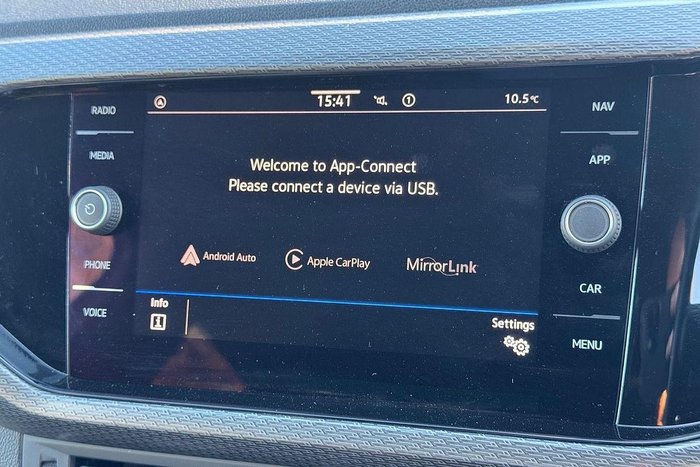 RADIO
MEDIA
PHONE
VOICE
15:41
1
10.5°C
Welcome to App-Connect
Please connect a device via USB.
Android Auto
Apple CarPlay
MirrorLink
Info
i
Settings
NAV
APP
CAR
MENU